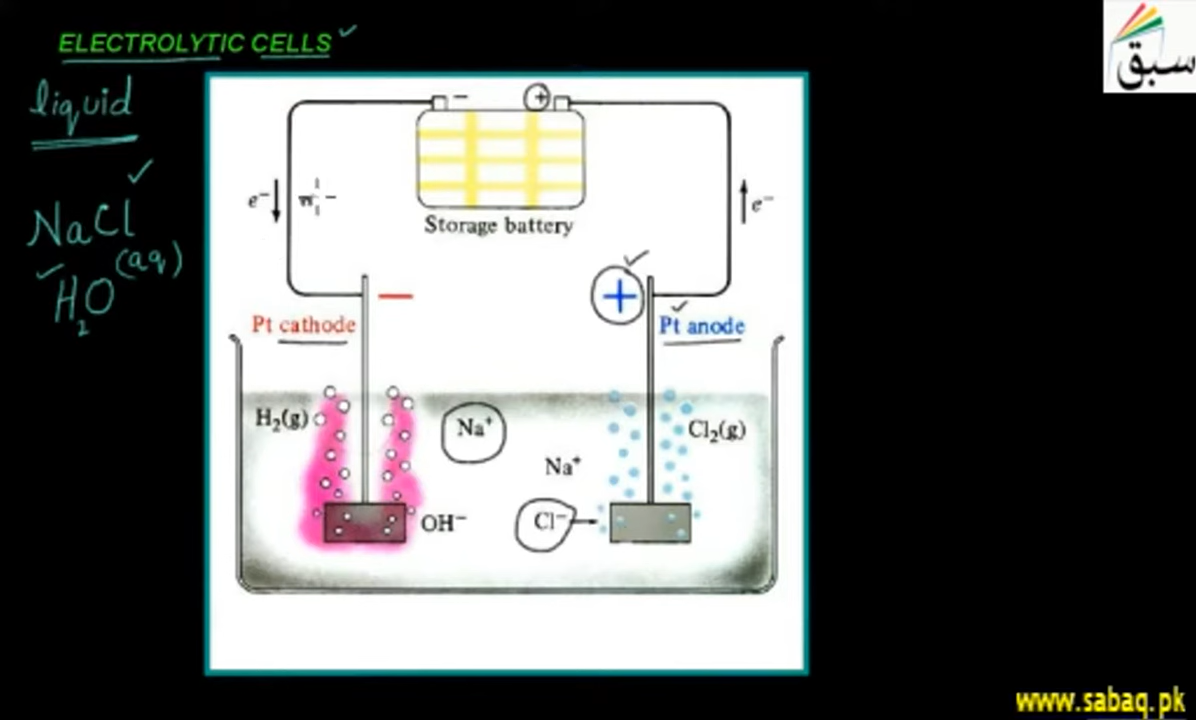 ELECTROLYTIC CELLS
سبق
liquid
NaCl
(aq)
H₂O
− +
e⁻
e⁻
Storage battery
− +
Pt cathode
Pt anode
H₂(g)
Na⁺
Cl₂(g)
Na⁺
OH⁻
Cl⁻
www.sabaq.pk